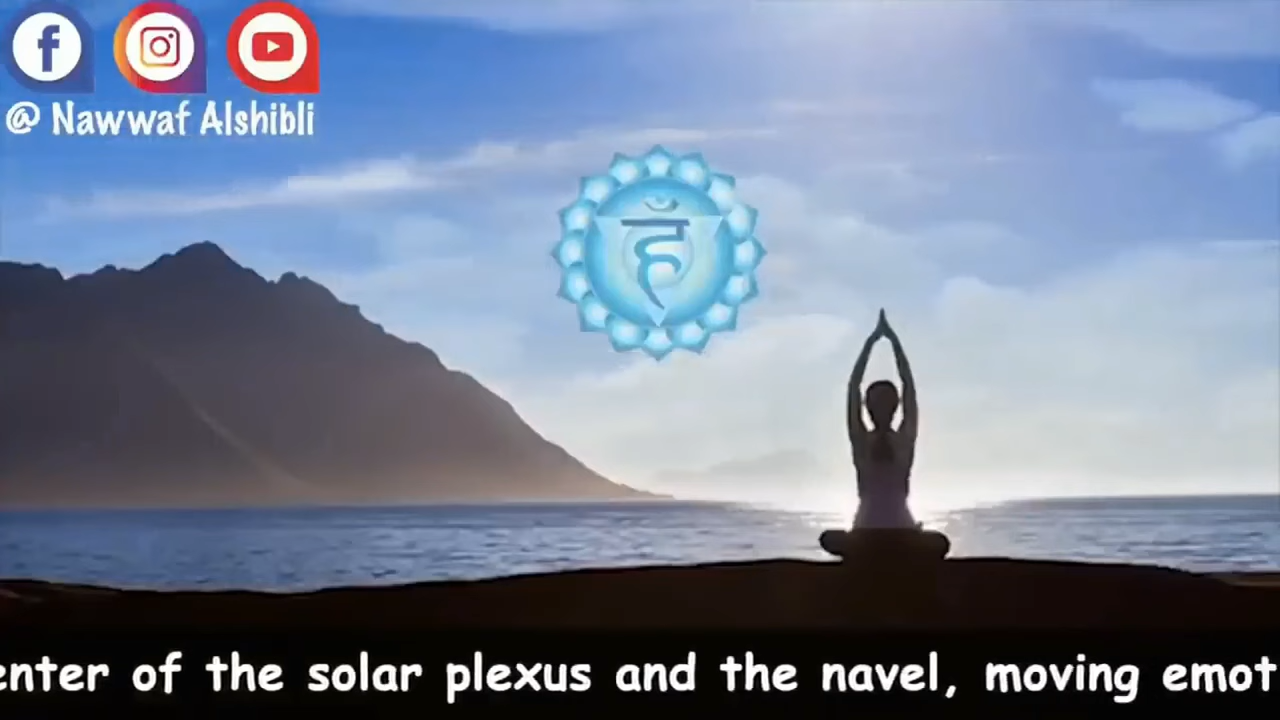 @ Nawwaf Alshibli
हं
enter of the solar plexus and the navel, moving emot